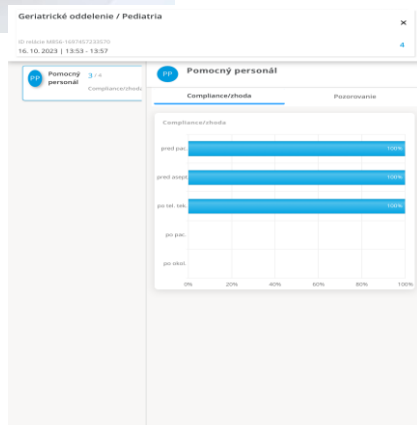 Geriatrické oddelenie / Pediatria
×
16. 10. 2023 | 13:53 - 13:57
4
PP
Pomocný personál
3 / 4
Compliance/zhoda
PP
Pomocný personál
Compliance/zhoda
Pozorovanie
Compliance/zhoda
pred pac.
100%
pred asept
100%
po tel. tek.
100%
po pac.
po okol.
0%
20%
40%
60%
80%
100%